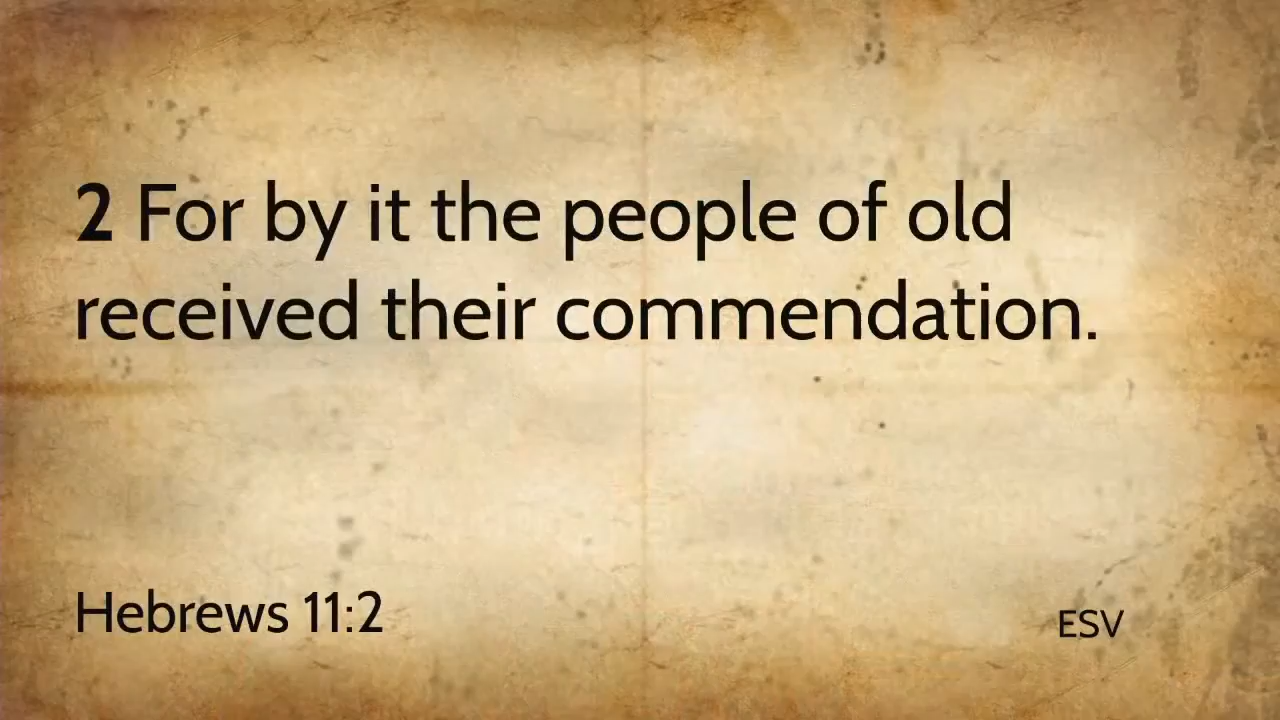 2 For by it the people of old
received their commendation.
Hebrews 11:2
ESV